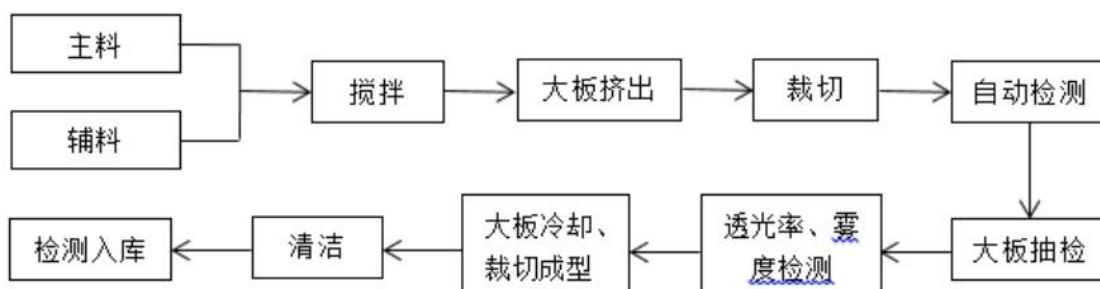 主料
辅料
搅拌
大板挤出
裁切
自动检测
大板抽检
透光率、雾
度检测
大板冷却、
裁切成型
清洁
检测入库